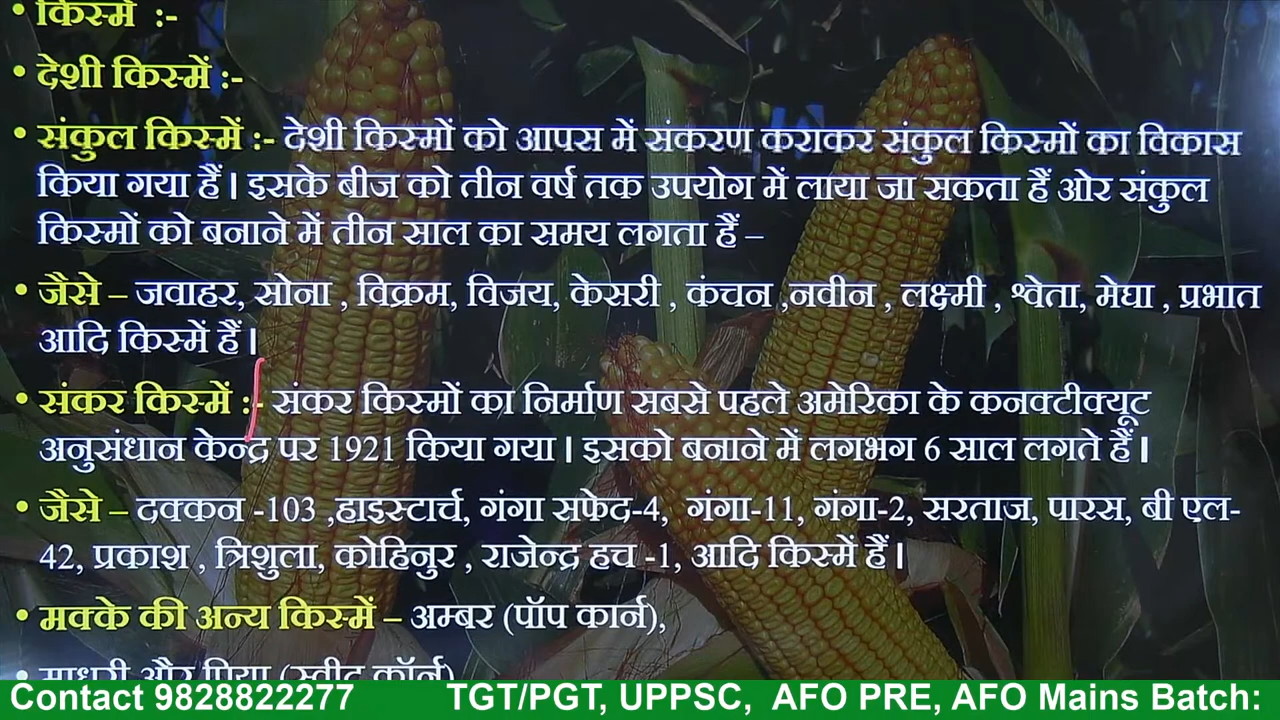 • किस्में :-
• देशी किस्में :-
• संकुल किस्में :- देशी किस्मों को आपस में संकरण कराकर संकुल किस्मों का विकास
किया गया हैं। इसके बीज को तीन वर्ष तक उपयोग में लाया जा सकता हैं ओर संकुल
किस्मों को बनाने में तीन साल का समय लगता हैं –
• जैसे – जवाहर, सोना , विक्रम, विजय, केसरी , कंचन ,नवीन , लक्ष्मी , श्वेता, मेघा , प्रभात
आदि किस्में हैं।
• संकर किस्में :- संकर किस्मों का निर्माण सबसे पहले अमेरिका के कनक्टीक्यूट
अनुसंधान केन्द्र पर 1921 किया गया। इसको बनाने में लगभग 6 साल लगते हैं।
• जैसे – दक्कन -103 ,हाइस्टार्च, गंगा सफेद-4, गंगा-11, गंगा-2, सरताज, पारस, बी एल-
42, प्रकाश , त्रिशुला, कोहिनुर , राजेन्द्र हच -1, आदि किस्में हैं।
• मक्के की अन्य किस्में – अम्बर (पॉप कार्न),
• माधुरी और प्रिया (स्वीट कॉर्न)
Contact 9828822277 TGT/PGT, UPPSC, AFO PRE, AFO Mains Batch: